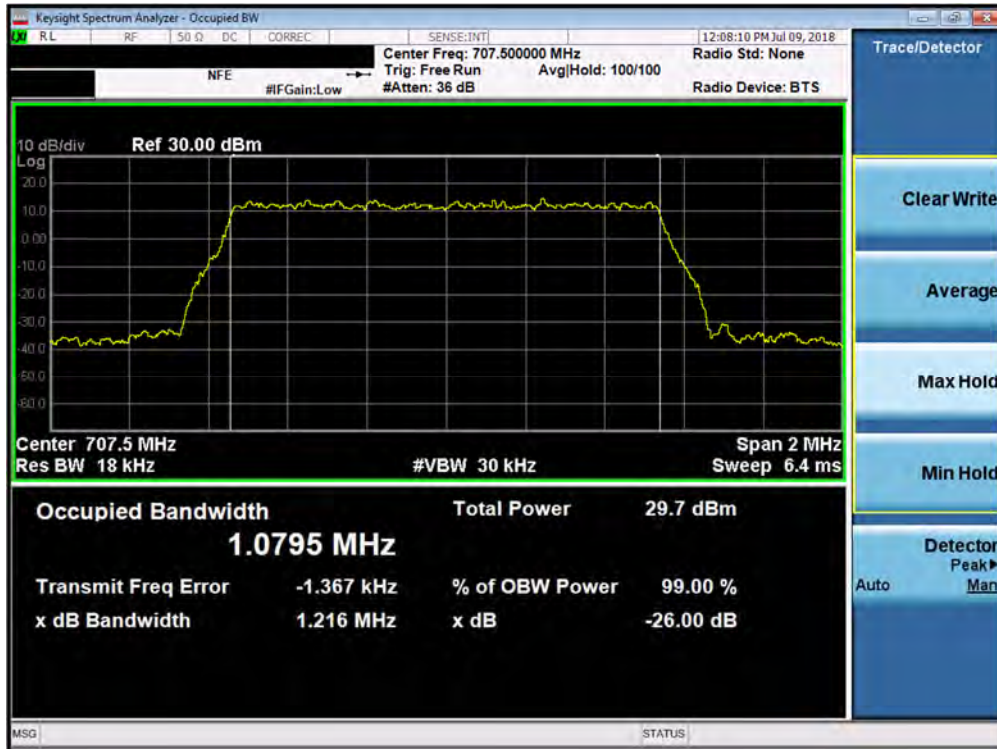 Keysight Spectrum Analyzer - Occupied BW
LXI RL RF 50 Ω DC CORREC SENSE:INT 12:08:10 PM Jul 09, 2018
Center Freq: 707.500000 MHz Radio Std: None
NFE Trig: Free Run Avg|Hold: 100/100
#IFGain:Low #Atten: 36 dB Radio Device: BTS
10 dB/div Ref 30.00 dBm
Log
20.0
10.0
0.00
-10.0
-20.0
-30.0
-40.0
-50.0
-60.0
Center 707.5 MHz Span 2 MHz
Res BW 18 kHz #VBW 30 kHz Sweep 6.4 ms
Occupied Bandwidth Total Power 29.7 dBm
1.0795 MHz
Transmit Freq Error -1.367 kHz % of OBW Power 99.00 %
x dB Bandwidth 1.216 MHz x dB -26.00 dB
MSG STATUS
Trace/Detector
Clear Write
Average
Max Hold
Min Hold
Detector
Peak▶
Auto Man